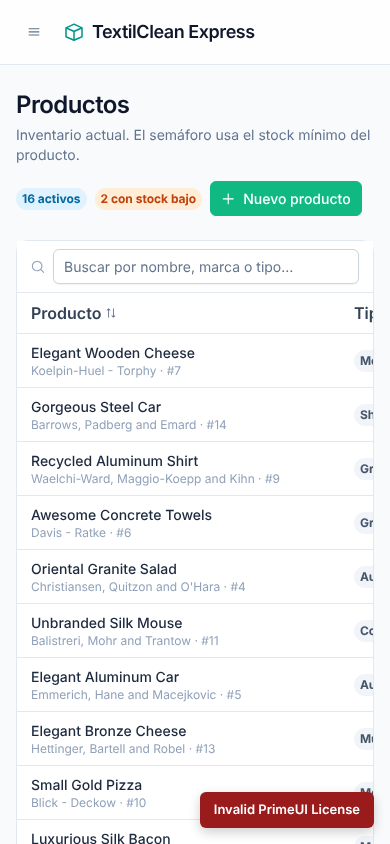 TextilClean Express
Productos
Inventario actual. El semáforo usa el stock mínimo del
producto.
16 activos
2 con stock bajo
Nuevo producto
Buscar por nombre, marca o tipo...
Producto
Elegant Wooden Cheese
Koelpin-Huel - Torphy · #7
Gorgeous Steel Car
Barrows, Padberg and Emard · #14
Recycled Aluminum Shirt
Waelchi-Ward, Maggio-Koepp and Kihn · #9
Awesome Concrete Towels
Davis - Ratke · #6
Oriental Granite Salad
Christiansen, Quitzon and O'Hara · #4
Unbranded Silk Mouse
Balistreri, Mohr and Trantow · #11
Elegant Aluminum Car
Emmerich, Hane and Macejkovic · #5
Elegant Bronze Cheese
Hettinger, Bartell and Robel · #13
Small Gold Pizza
Blick - Deckow · #10
Invalid PrimeUI License
Luxurious Silk Bacon